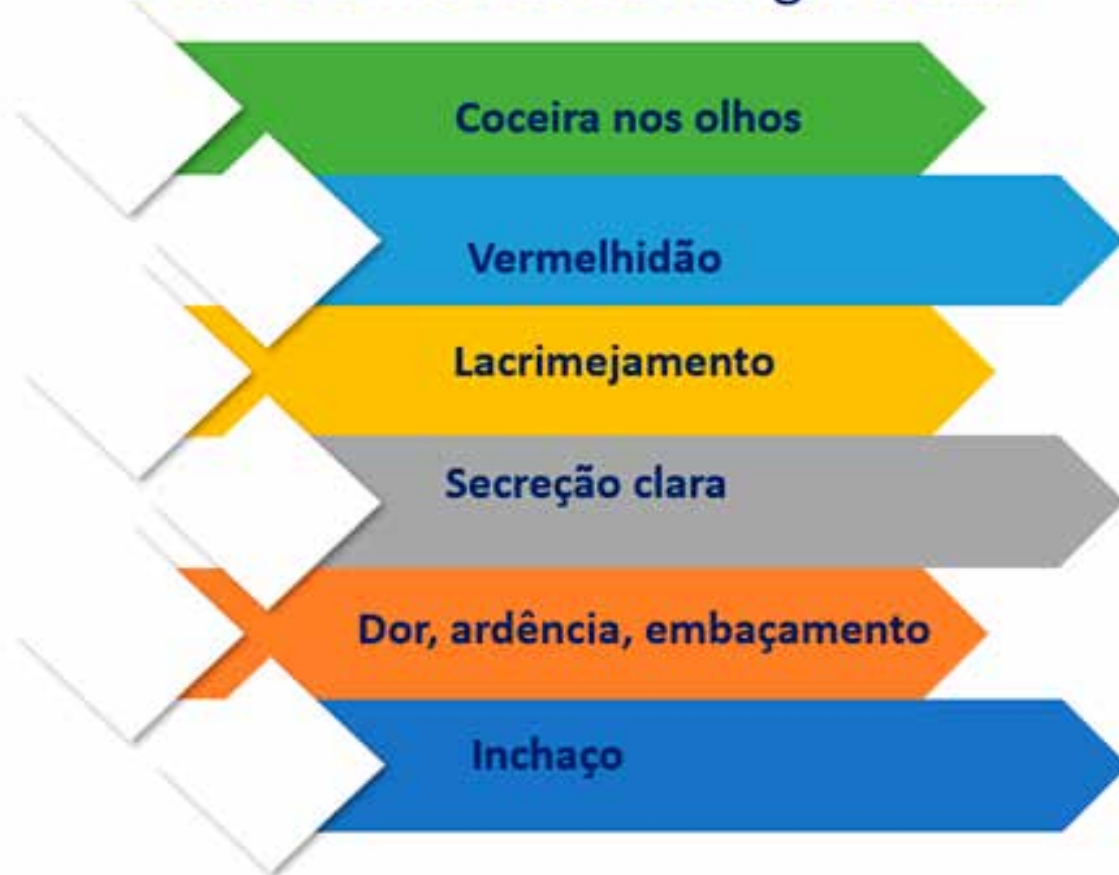 Coceira nos olhos
Vermelhidão
Lacrimejamento
Secreção clara
Dor, ardência, embaçamento
Inchaço